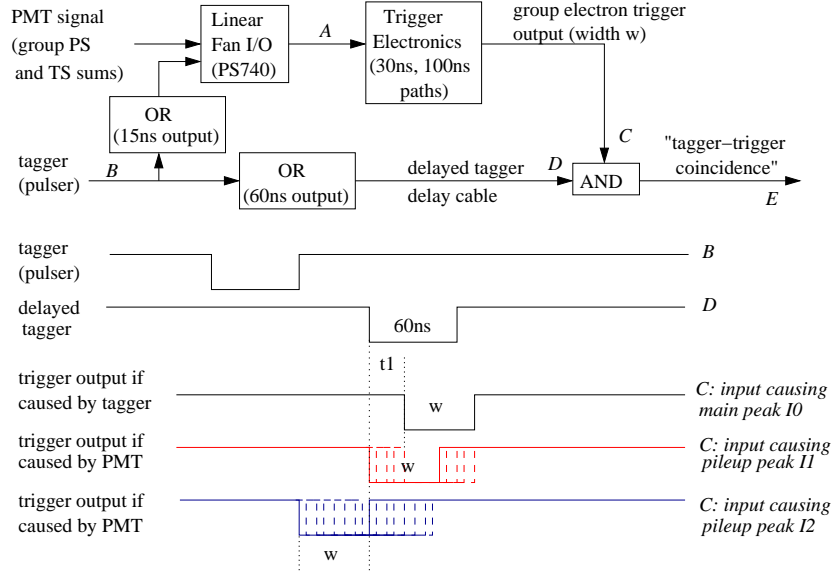 PMT signal
(group PS
and TS sums)
Linear
Fan I/O
(PS740)
A
Trigger
Electronics
(30ns, 100ns
paths)
group electron trigger
output (width w)
OR
(15ns output)
C
"tagger−trigger
coincidence"
tagger
(pulser)
B
OR
(60ns output)
delayed tagger
delay cable
D
AND
E
tagger
(pulser)
B
delayed
tagger
60ns
D
t1
trigger output if
caused by tagger
w
C: input causing
main peak I0
trigger output if
caused by PMT
w
C: input causing
pileup peak I1
trigger output if
caused by PMT
w
C: input causing
pileup peak I2